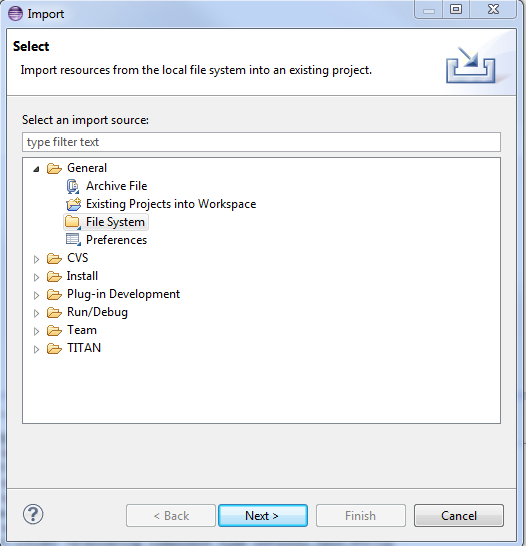 Import
Select
Import resources from the local file system into an existing project.
Select an import source:
type filter text
General
Archive File
Existing Projects into Workspace
File System
Preferences
CVS
Install
Plug-in Development
Run/Debug
Team
TITAN
?
< Back
Next >
Finish
Cancel